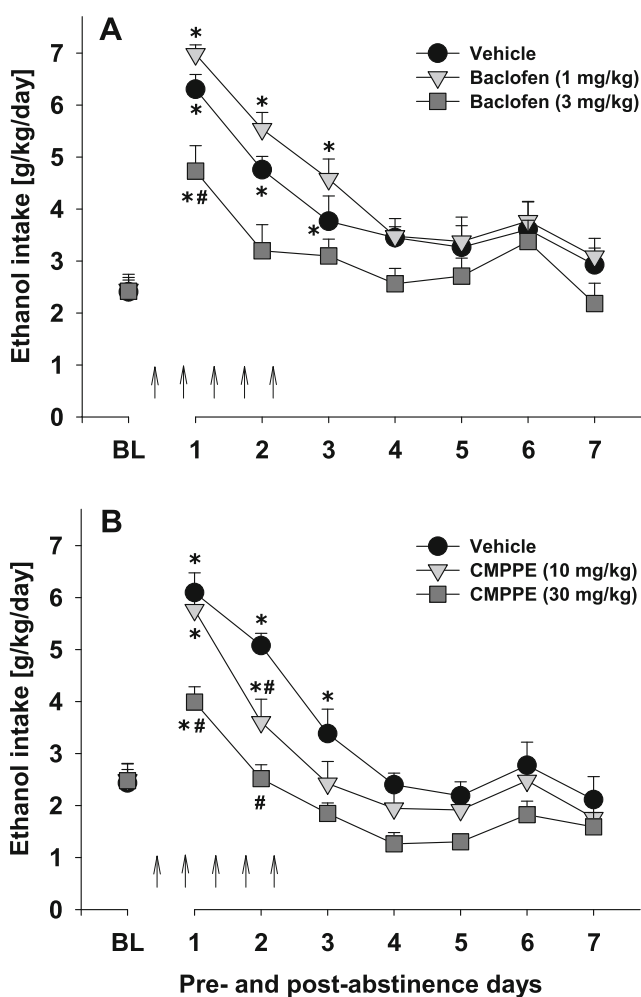 A
Vehicle
Baclofen (1 mg/kg)
Baclofen (3 mg/kg)
Ethanol intake [g/kg/day]
7
6
5
4
3
2
1
0
*
*
*
*
*
*
*#
*
BL 1 2 3 4 5 6 7
B
Vehicle
CMPPE (10 mg/kg)
CMPPE (30 mg/kg)
Ethanol intake [g/kg/day]
7
6
5
4
3
2
1
0
*
*
*
*#
*
*#
#
BL 1 2 3 4 5 6 7
Pre- and post-abstinence days